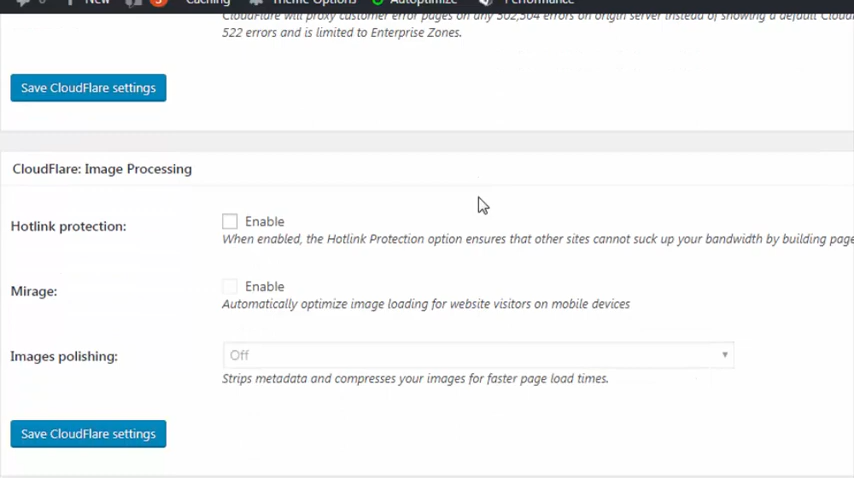 New 3 Caching Theme Options Autoptimize Performance
CloudFlare will proxy customer error pages on any 502,504 errors on origin server instead of showing a default Cloud
522 errors and is limited to Enterprise Zones.
Save CloudFlare settings
CloudFlare: Image Processing
Hotlink protection:
Enable
When enabled, the Hotlink Protection option ensures that other sites cannot suck up your bandwidth by building page
Mirage:
Enable
Automatically optimize image loading for website visitors on mobile devices
Images polishing:
Off
Strips metadata and compresses your images for faster page load times.
Save CloudFlare settings